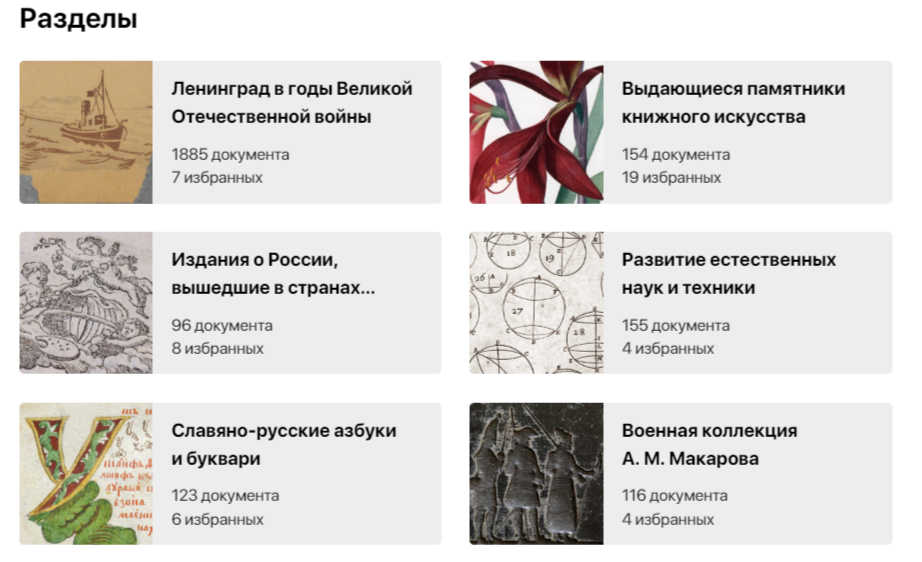 Разделы
Ленинград в годы Великой
Отечественной войны
1885 документа
7 избранных
Выдающиеся памятники
книжного искусства
154 документа
19 избранных
Издания о России,
вышедшие в странах...
96 документа
8 избранных
Развитие естественных
наук и техники
155 документа
4 избранных
Славяно-русские азбуки
и буквари
123 документа
6 избранных
Военная коллекция
А. М. Макарова
116 документа
4 избранных